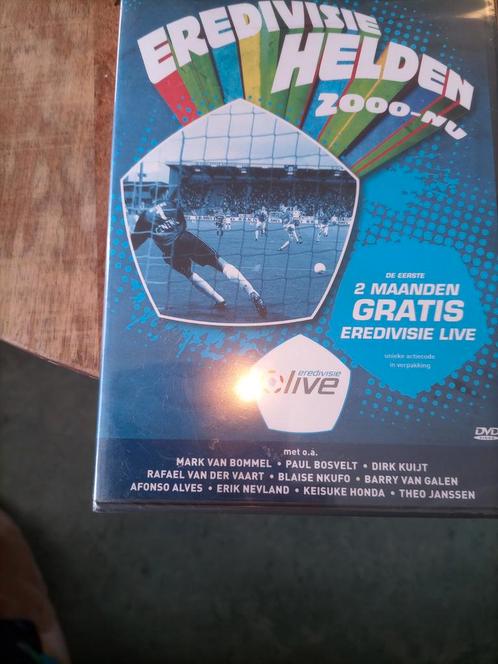 EREDIVISIE
HELDEN
2000-NU
DE EERSTE
2 MAANDEN
GRATIS
EREDIVISIE LIVE
unieke actiecode
in verpakking
eredivisie
live
DVD
VIDEO
met o.a.
MARK VAN BOMMEL • PAUL BOSVELT • DIRK KUIJT
RAFAEL VAN DER VAART • BLAISE NKUFO • BARRY VAN GALEN
AFONSO ALVES • ERIK NEVLAND • KEISUKE HONDA • THEO JANSSEN